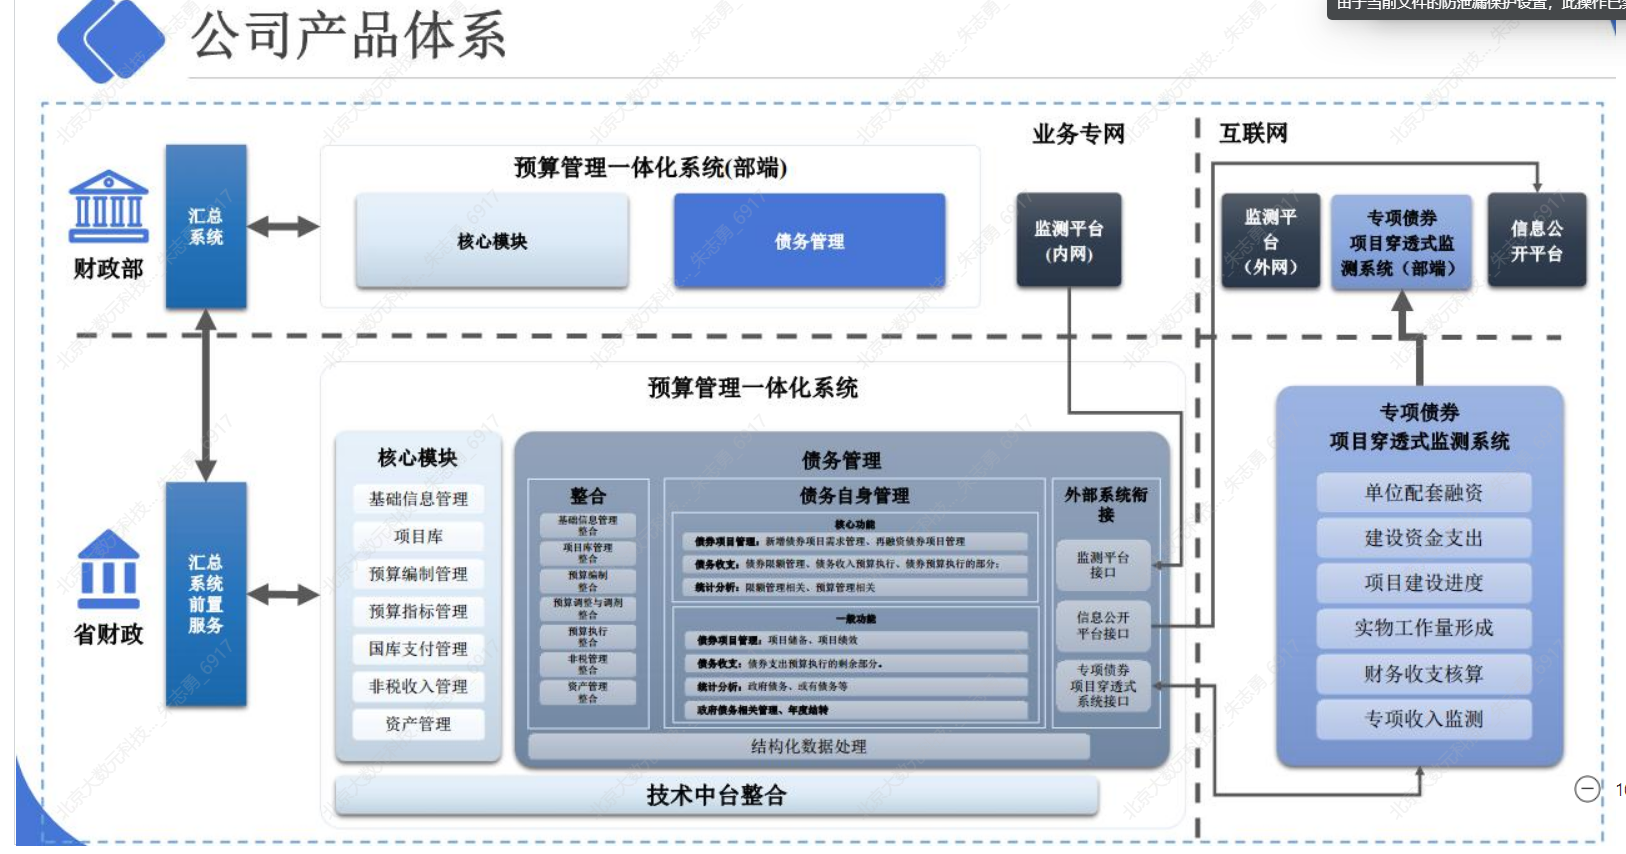 由于当前文件的防泄漏保护设置，此操作已
公司产品体系
业务专网
互联网
财政部
汇总
系统
预算管理一体化系统(部端)
核心模块
债务管理
监测平台
(内网)
监测平
台
（外网）
专项债券
项目穿透式监
测系统（部端）
信息公
开平台
省财政
汇总
系统
前置
服务
预算管理一体化系统
核心模块
基础信息管理
项目库
预算编制管理
预算指标管理
国库支付管理
非税收入管理
资产管理
债务管理
整合
基础信息管理
整合
项目库管理
整合
预算编制
整合
预算调整与调剂
整合
预算执行
整合
非税管理
整合
资产管理
整合
债务自身管理
核心功能
债券项目管理：新增债券项目需求管理、再融资债券项目管理
债务收支：债券限额管理、债务收入预算执行、债券预算执行的部分；
统计分析：限额管理相关、预算管理相关
一般功能
债券项目管理：项目储备、项目绩效
债务收支：债券支出预算执行的剩余部分。
统计分析：政府债务、或有债务等
政府债务相关管理、年度结转
外部系统衔
接
监测平台
接口
信息公开
平台接口
专项债券
项目穿透式
系统接口
结构化数据处理
技术中台整合
专项债券
项目穿透式监测系统
单位配套融资
建设资金支出
项目建设进度
实物工作量形成
财务收支核算
专项收入监测
北京大数元科技..._朱志勇_6917